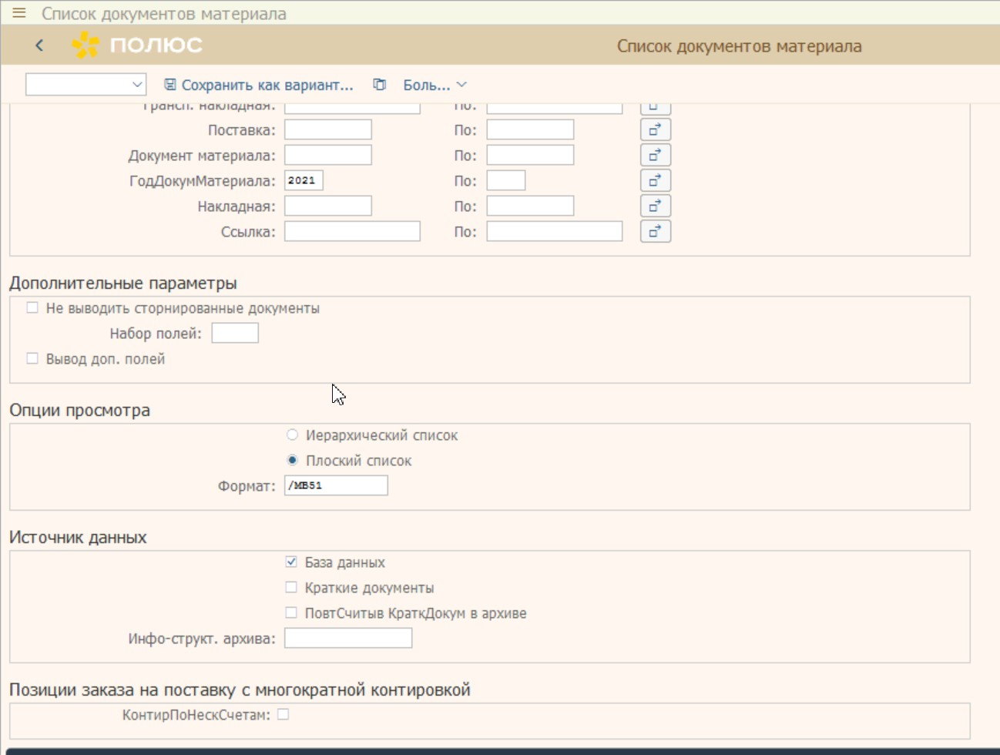 Список документов материала
ПОЛЮС Список документов материала
Сохранить как вариант... Боль...
Трансп. накладная: По:
Поставка: По:
Документ материала: По:
ГодДокумМатериала: 2021 По:
Накладная: По:
Ссылка: По:
Дополнительные параметры
Не выводить сторнированные документы
Набор полей:
Вывод доп. полей
Опции просмотра
Иерархический список
Плоский список
Формат: /MB51
Источник данных
База данных
Краткие документы
ПовтСчитыв КраткДокум в архиве
Инфо-структ. архива:
Позиции заказа на поставку с многократной контировкой
КонтирПоНескСчетам: